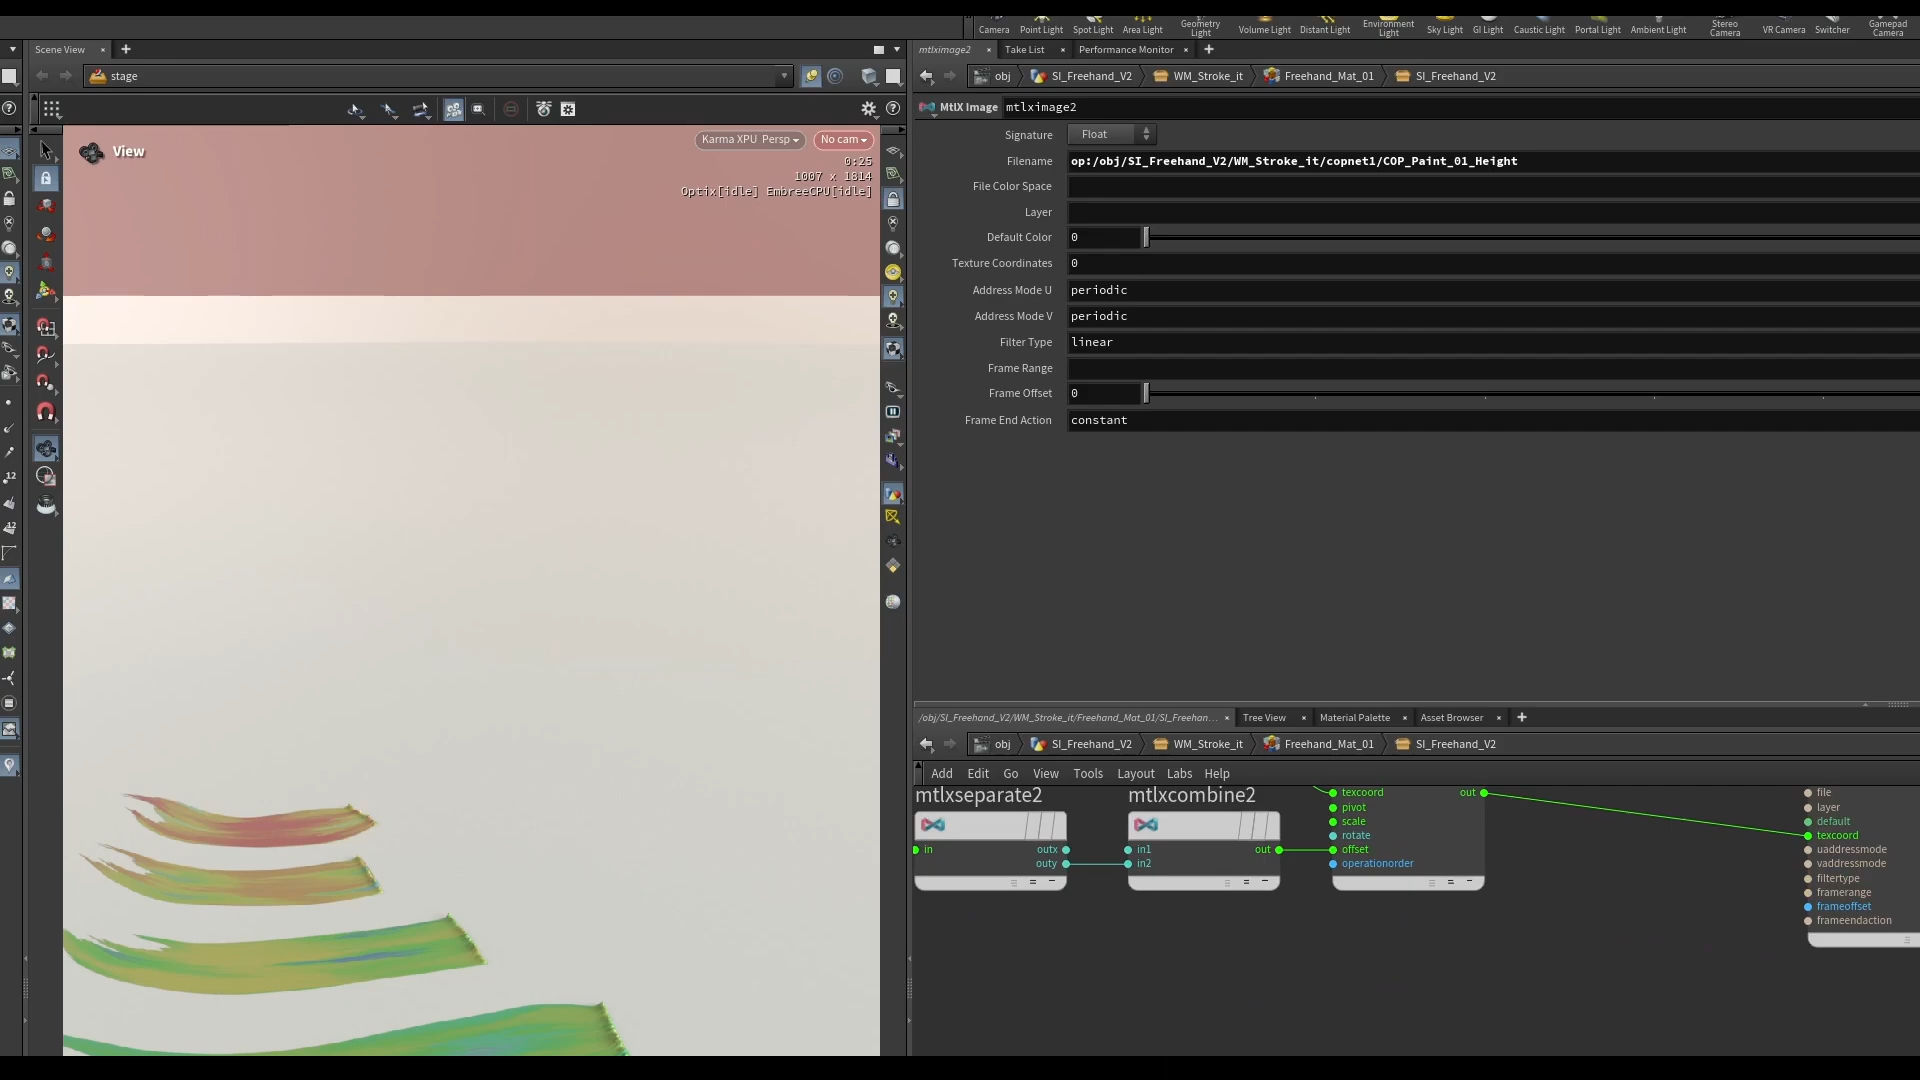 Camera
Point Light
Spot Light
Area Light
Geometry Light
Volume Light
Distant Light
Environment Light
Sky Light
GI Light
Caustic Light
Portal Light
Ambient Light
Stereo Camera
VR Camera
Switcher
Gamepad Camera
Scene View
mtlximage2
Take List
Performance Monitor
stage
obj
SI_Freehand_V2
WM_Stroke_it
Freehand_Mat_01
SI_Freehand_V2
MtlX Image mtlximage2
Signature Float
Filename op:/obj/SI_Freehand_V2/WM_Stroke_it/copnet1/COP_Paint_01_Height
File Color Space
Layer
Default Color 0
Texture Coordinates 0
Address Mode U periodic
Address Mode V periodic
Filter Type linear
Frame Range
Frame Offset 0
Frame End Action constant
View
Karma XPU Persp
No cam
0:25
1007 x 1814
Optix[idle] EmbreeCPU[idle]
12
12
/obj/SI_Freehand_V2/WM_Stroke_it/Freehand_Mat_01/SI_Freehan...
Tree View
Material Palette
Asset Browser
obj
SI_Freehand_V2
WM_Stroke_it
Freehand_Mat_01
SI_Freehand_V2
Add Edit Go View Tools Layout Labs Help
mtlxseparate2
in
outx
outy
mtlxcombine2
in1
in2
out
texcoord
pivot
scale
rotate
offset
operationorder
out
file
layer
default
texcoord
uaddressmode
vaddressmode
filtertype
framerange
frameoffset
frameendaction